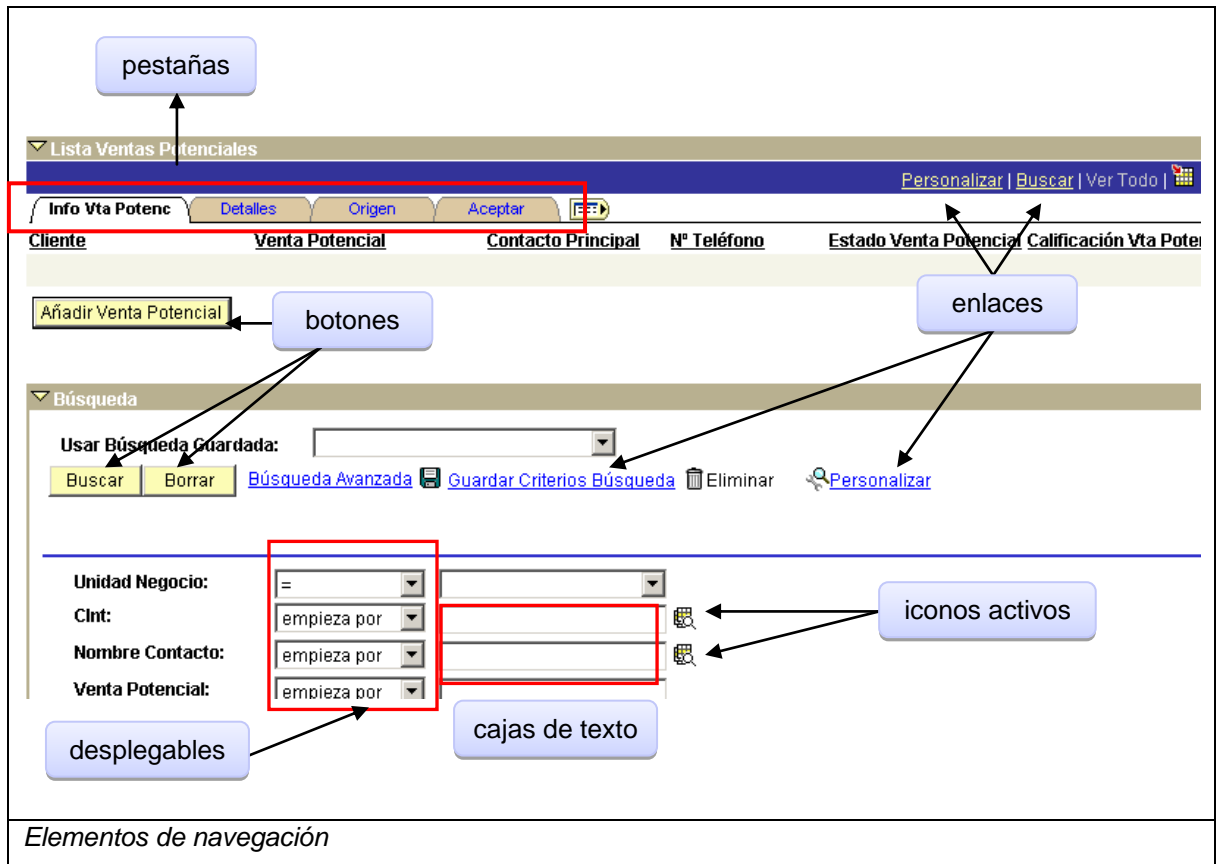 pestañas
Lista Ventas Potenciales
Personalizar | Buscar | Ver Todo |
Info Vta Potenc Detalles Origen Aceptar
Cliente Venta Potencial Contacto Principal Nº Teléfono Estado Venta Potencial Calificación Vta Poter
Añadir Venta Potencial
botones
enlaces
Búsqueda
Usar Búsqueda Guardada:
Buscar Borrar Búsqueda Avanzada Guardar Criterios Búsqueda Eliminar Personalizar
Unidad Negocio: =
Clnt: empieza por
iconos activos
Nombre Contacto: empieza por
Venta Potencial: empieza por
cajas de texto
desplegables
Elementos de navegación